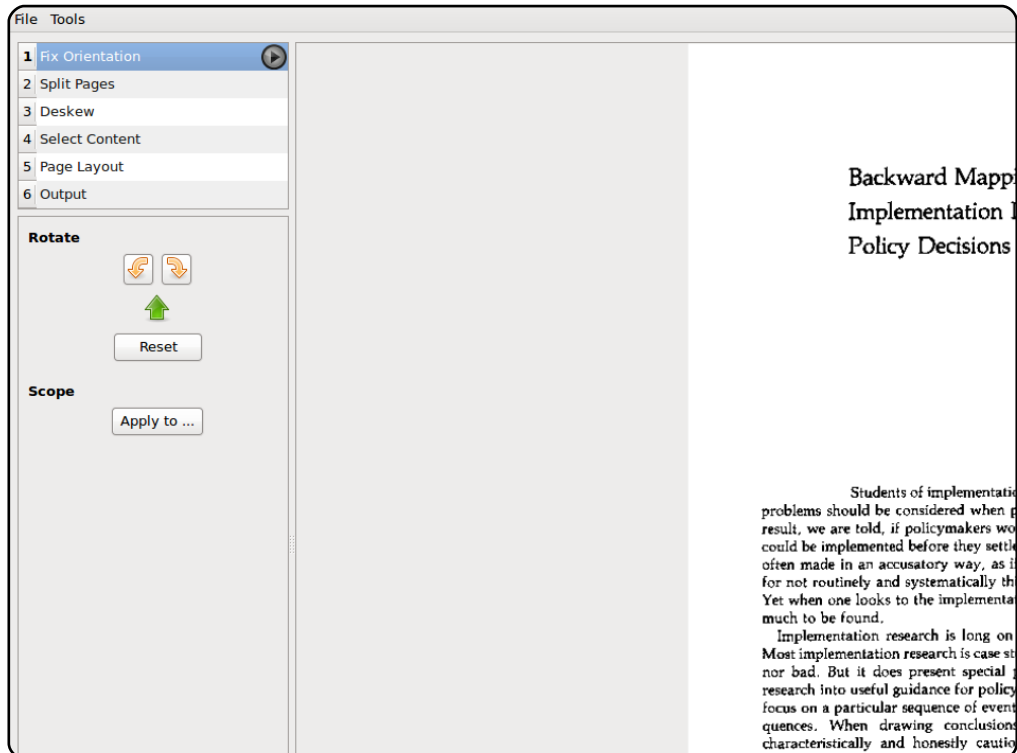 File Tools
1 Fix Orientation
2 Split Pages
3 Deskew
4 Select Content
5 Page Layout
6 Output
Rotate
Reset
Scope
Apply to ...
Backward Mappi
Implementation
Policy Decisions
Students of implementatio
problems should be considered when
result, we are told, if policymakers wo
could be implemented before they settle
often made in an accusatory way, as i
for not routinely and systematically thi
Yet when one looks to the implementa
much to be found.
Implementation research is long on
Most implementation research is case st
nor bad. But it does present special
research into useful guidance for policy
focus on a particular sequence of event
quences. When drawing conclusions
characteristically and honestly cautio